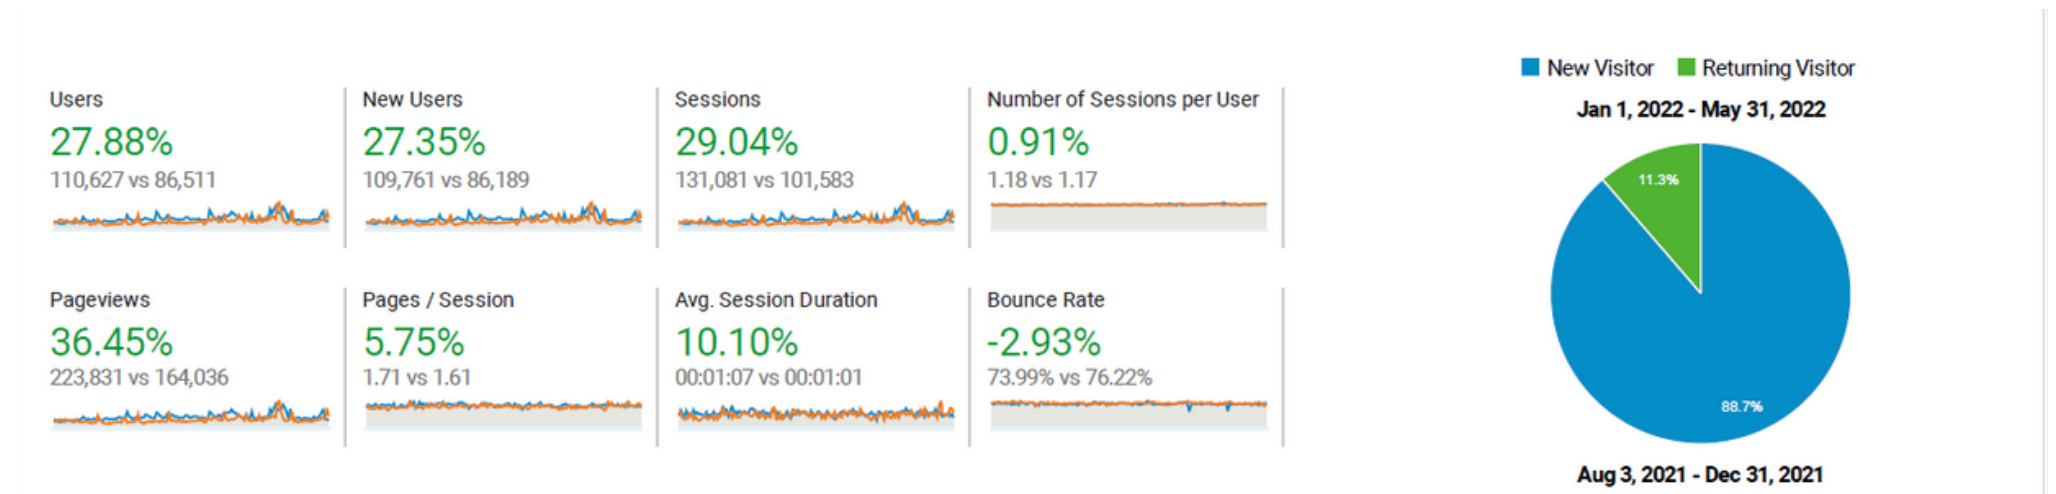 Users
27.88%
110,627 vs 86,511
New Users
27.35%
109,761 vs 86,189
Sessions
29.04%
131,081 vs 101,583
Number of Sessions per User
0.91%
1.18 vs 1.17
Pageviews
36.45%
223,831 vs 164,036
Pages / Session
5.75%
1.71 vs 1.61
Avg. Session Duration
10.10%
00:01:07 vs 00:01:01
Bounce Rate
-2.93%
73.99% vs 76.22%
New Visitor
Returning Visitor
Jan 1, 2022 - May 31, 2022
11.3%
88.7%
Aug 3, 2021 - Dec 31, 2021